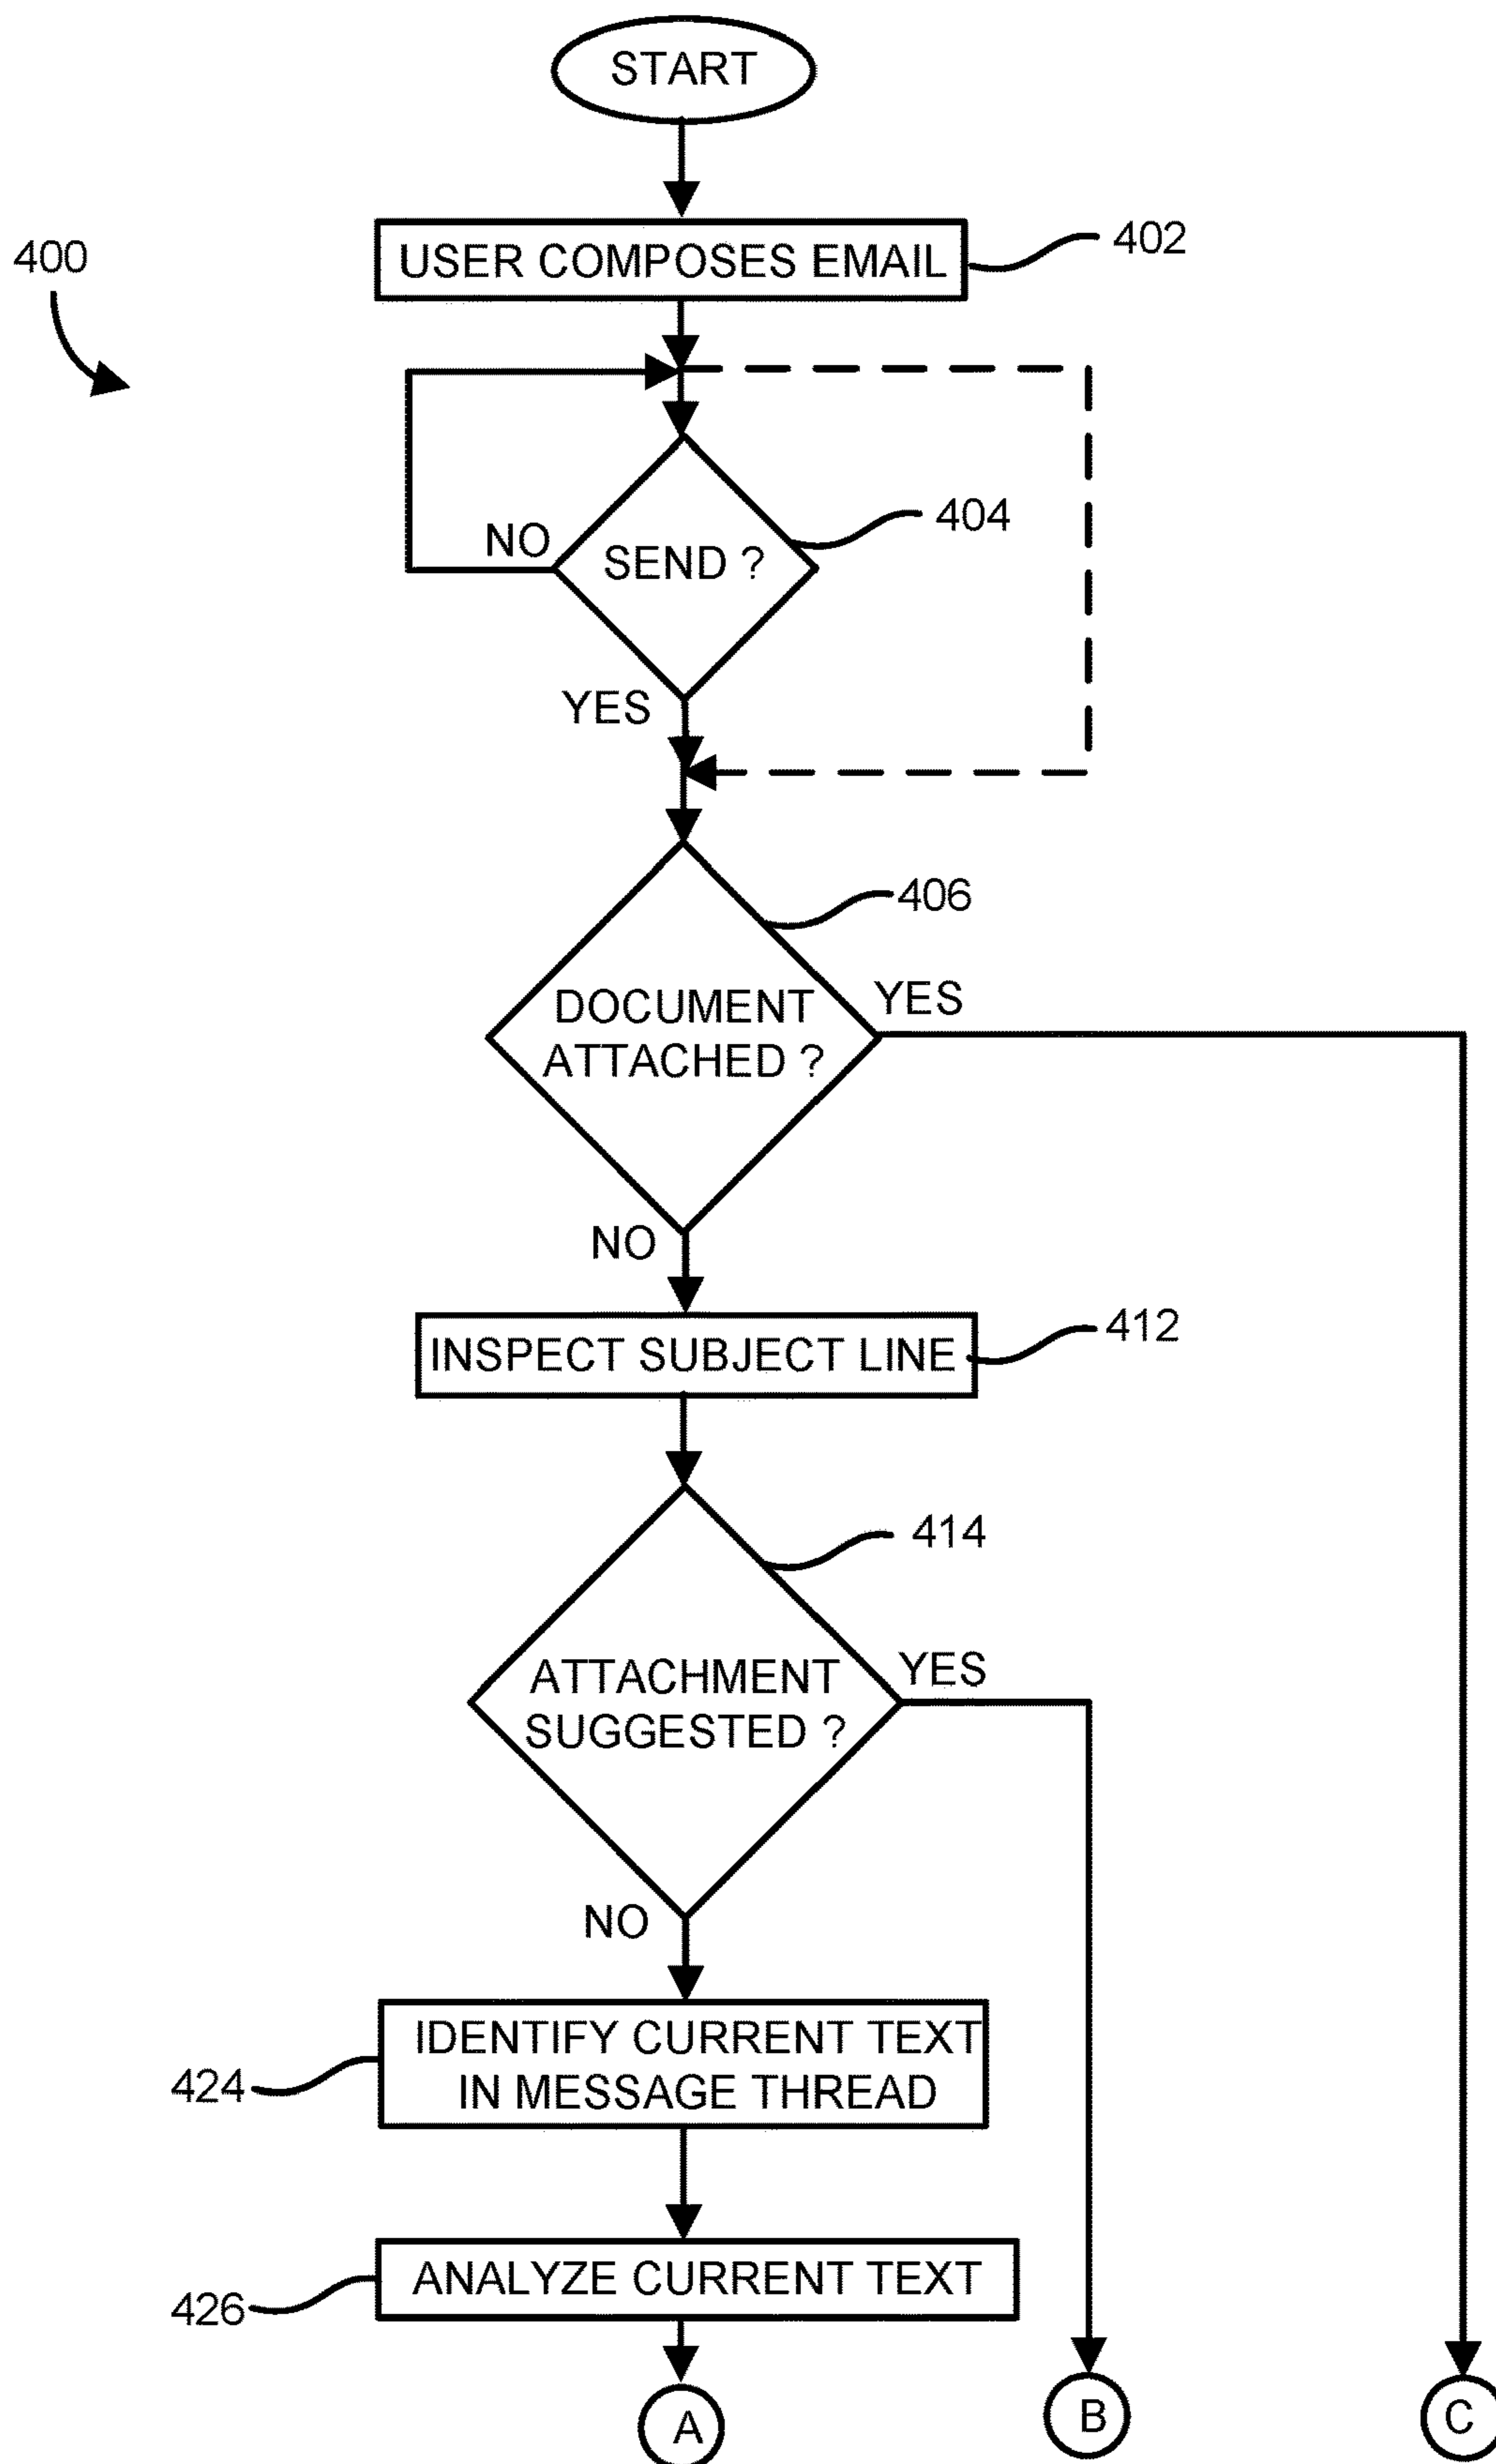 START
400
USER COMPOSES EMAIL
402
404
NO
SEND ?
YES
406
DOCUMENT
ATTACHED ?
YES
NO
INSPECT SUBJECT LINE
412
414
ATTACHMENT
SUGGESTED ?
YES
NO
IDENTIFY CURRENT TEXT
IN MESSAGE THREAD
424
ANALYZE CURRENT TEXT
426
A
B
C